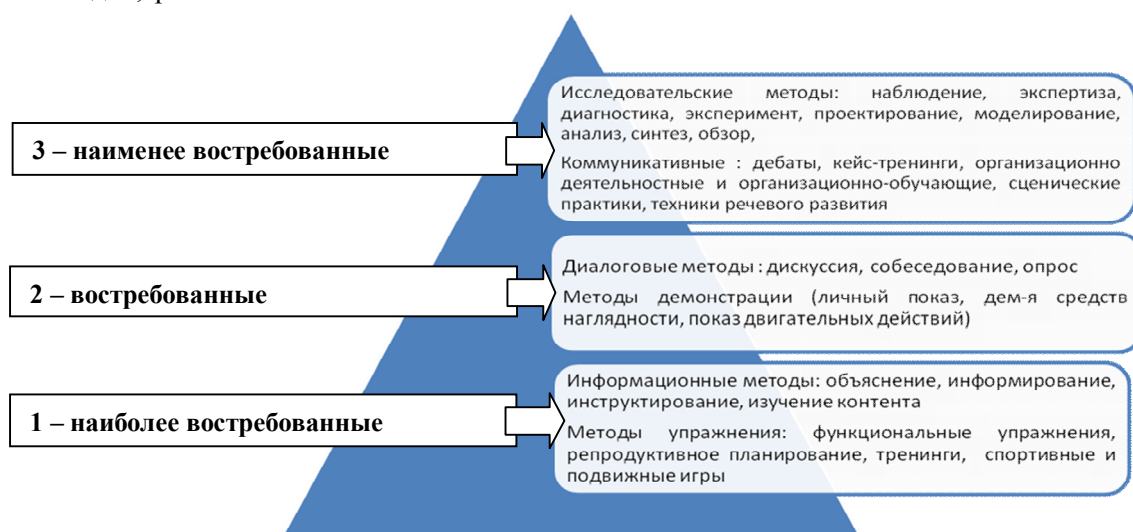 Исследовательские методы: наблюдение, экспертиза,
диагностика, эксперимент, проектирование, моделирование,
анализ, синтез, обзор,
Коммуникативные : дебаты, кейс-тренинги, организационно
деятельностные и организационно-обучающие, сценические
практики, техники речевого развития
3 – наименее востребованные
Диалоговые методы : дискуссия, собеседование, опрос
Методы демонстрации (личный показ, дем-я средств
наглядности, показ двигательных действий)
2 – востребованные
Информационные методы: объяснение, информирование,
инструктирование, изучение контента
Методы упражнения: функциональные упражнения,
репродуктивное планирование, тренинги, спортивные и
подвижные игры
1 – наиболее востребованные